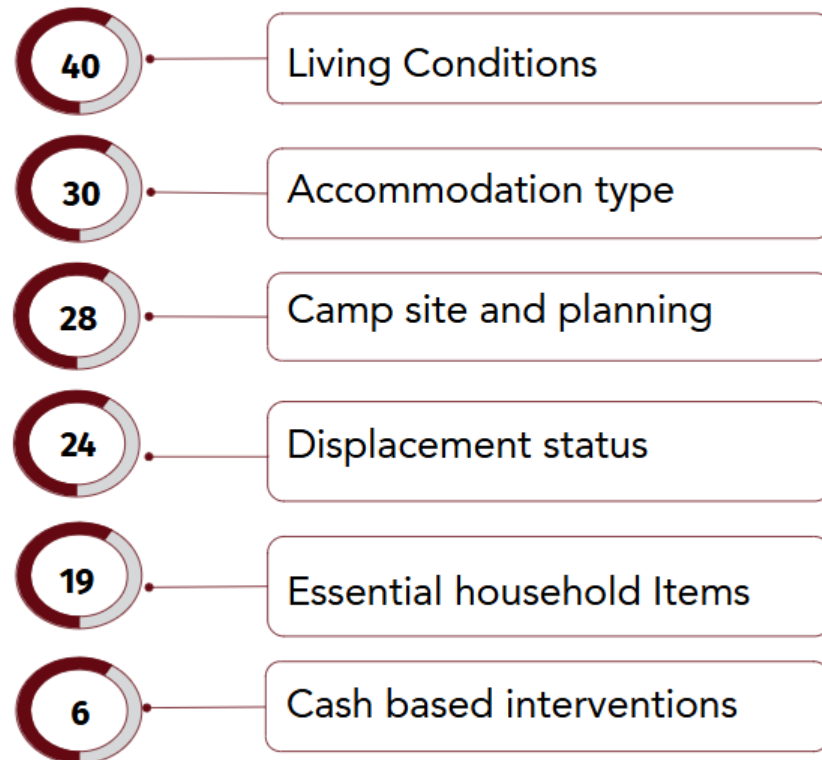 40
Living Conditions
30
Accommodation type
28
Camp site and planning
24
Displacement status
19
Essential household Items
6
Cash based interventions